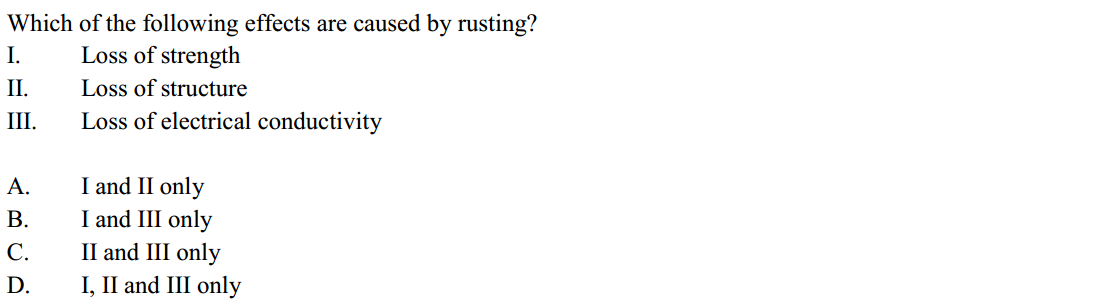 Which of the following effects are caused by rusting?
I. Loss of strength
II. Loss of structure
III. Loss of electrical conductivity
A. I and II only
B. I and III only
C. II and III only
D. I, II and III only